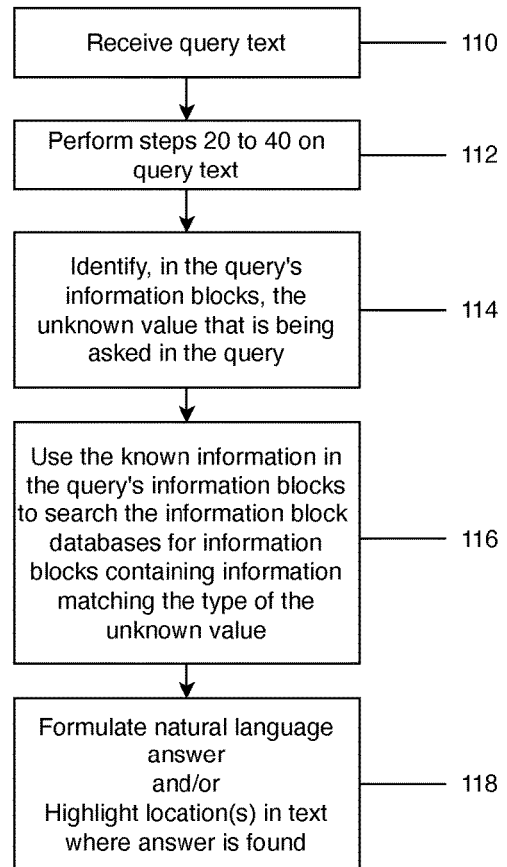 Receive query text
110
Perform steps 20 to 40 on
query text
112
Identify, in the query's
information blocks, the
unknown value that is being
asked in the query
114
Use the known information in
the query's information blocks
to search the information block
databases for information
blocks containing information
matching the type of the
unknown value
116
Formulate natural language
answer
and/or
Highlight location(s) in text
where answer is found
118